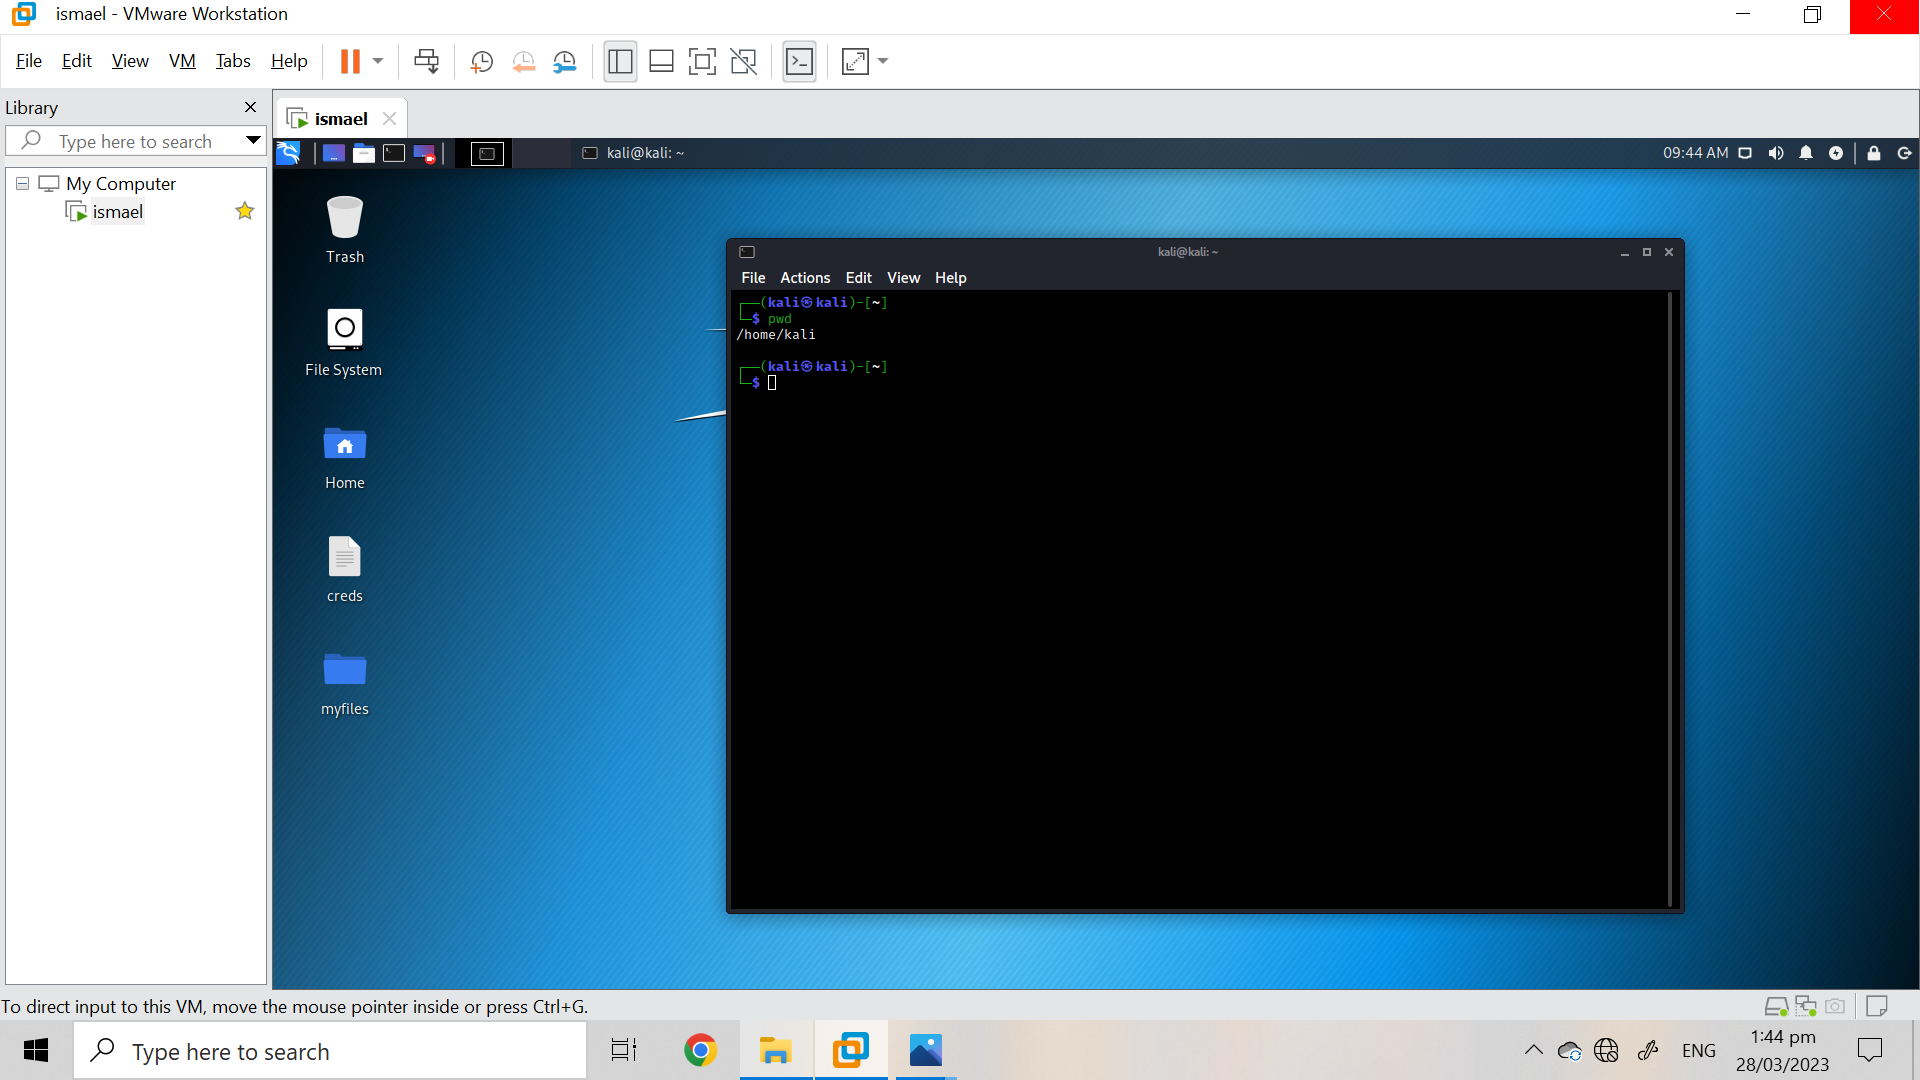 ismael - VMware Workstation
File Edit View VM Tabs Help
Library
ismael
Type here to search
kali@kali: ~
09:44 AM
My Computer
ismael
Trash
File System
Home
creds
myfiles
kali@kali: ~
File Actions Edit View Help
┌──(kali㉿kali)-[~]
└─$ pwd
/home/kali
┌──(kali㉿kali)-[~]
└─$
To direct input to this VM, move the mouse pointer inside or press Ctrl+G.
Type here to search
ENG
1:44 pm
28/03/2023